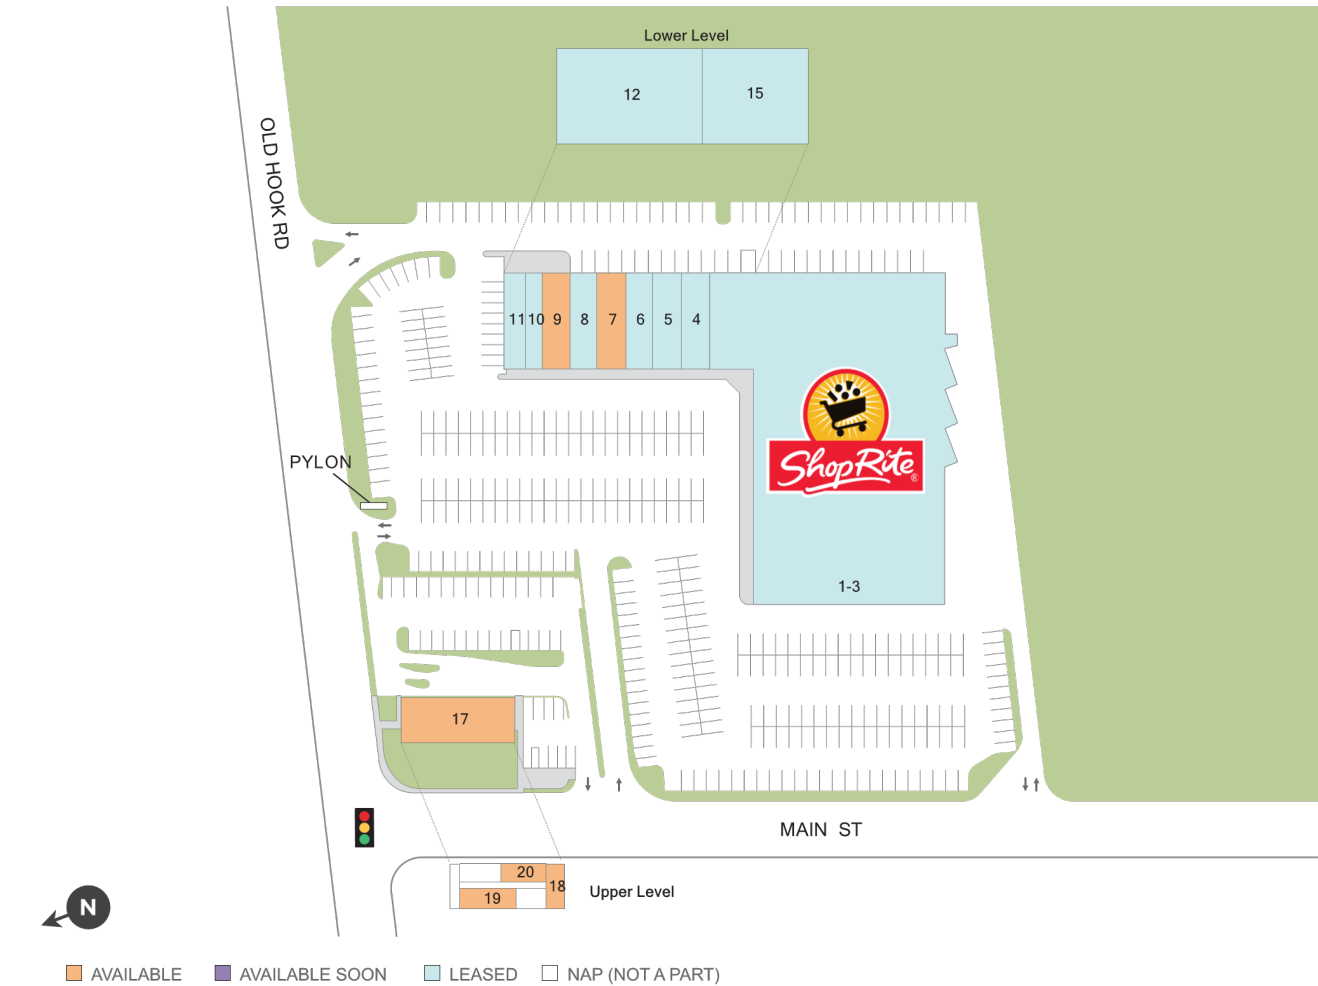 Lower Level
12
15
OLD HOOK RD
11
10
9
8
7
6
5
4
PYLON
ShopRite
®
1-3
17
MAIN ST
20
18
19
Upper Level
N
AVAILABLE
AVAILABLE SOON
LEASED
NAP (NOT A PART)